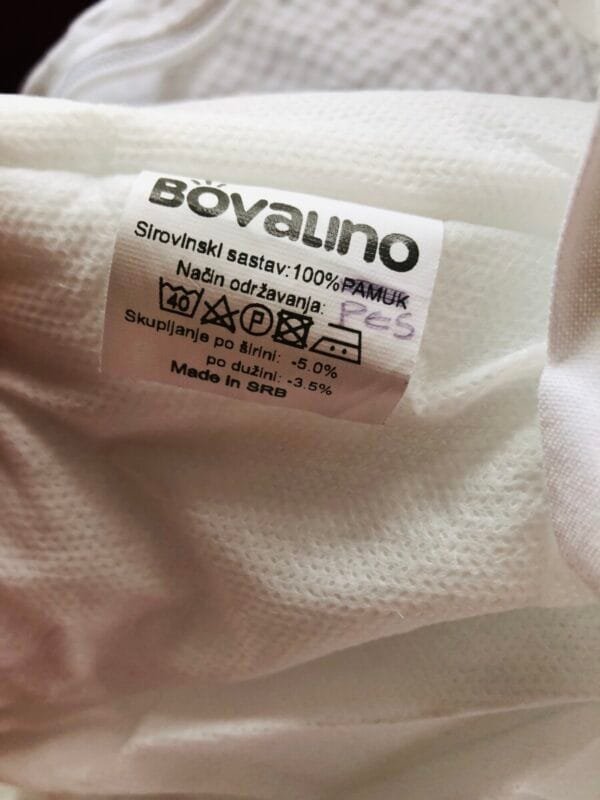 BOVALINO
Sirovinski sastav:100%PAMUK
PES
Način održavanja:
40 P
Skupljanje po širini: -5.0%
po dužini: -3.5%
Made in SRB